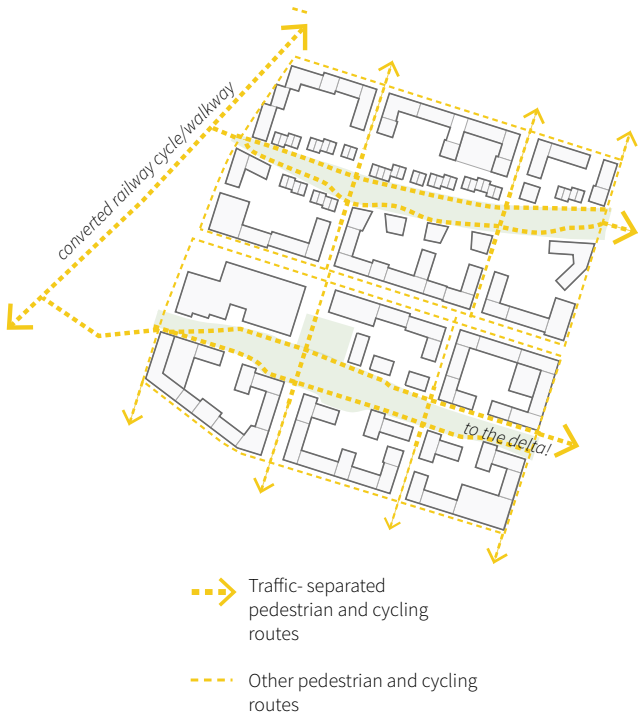 converted railway cycle/walkway
to the delta!
Traffic- separated
pedestrian and cycling
routes
Other pedestrian and cycling
routes